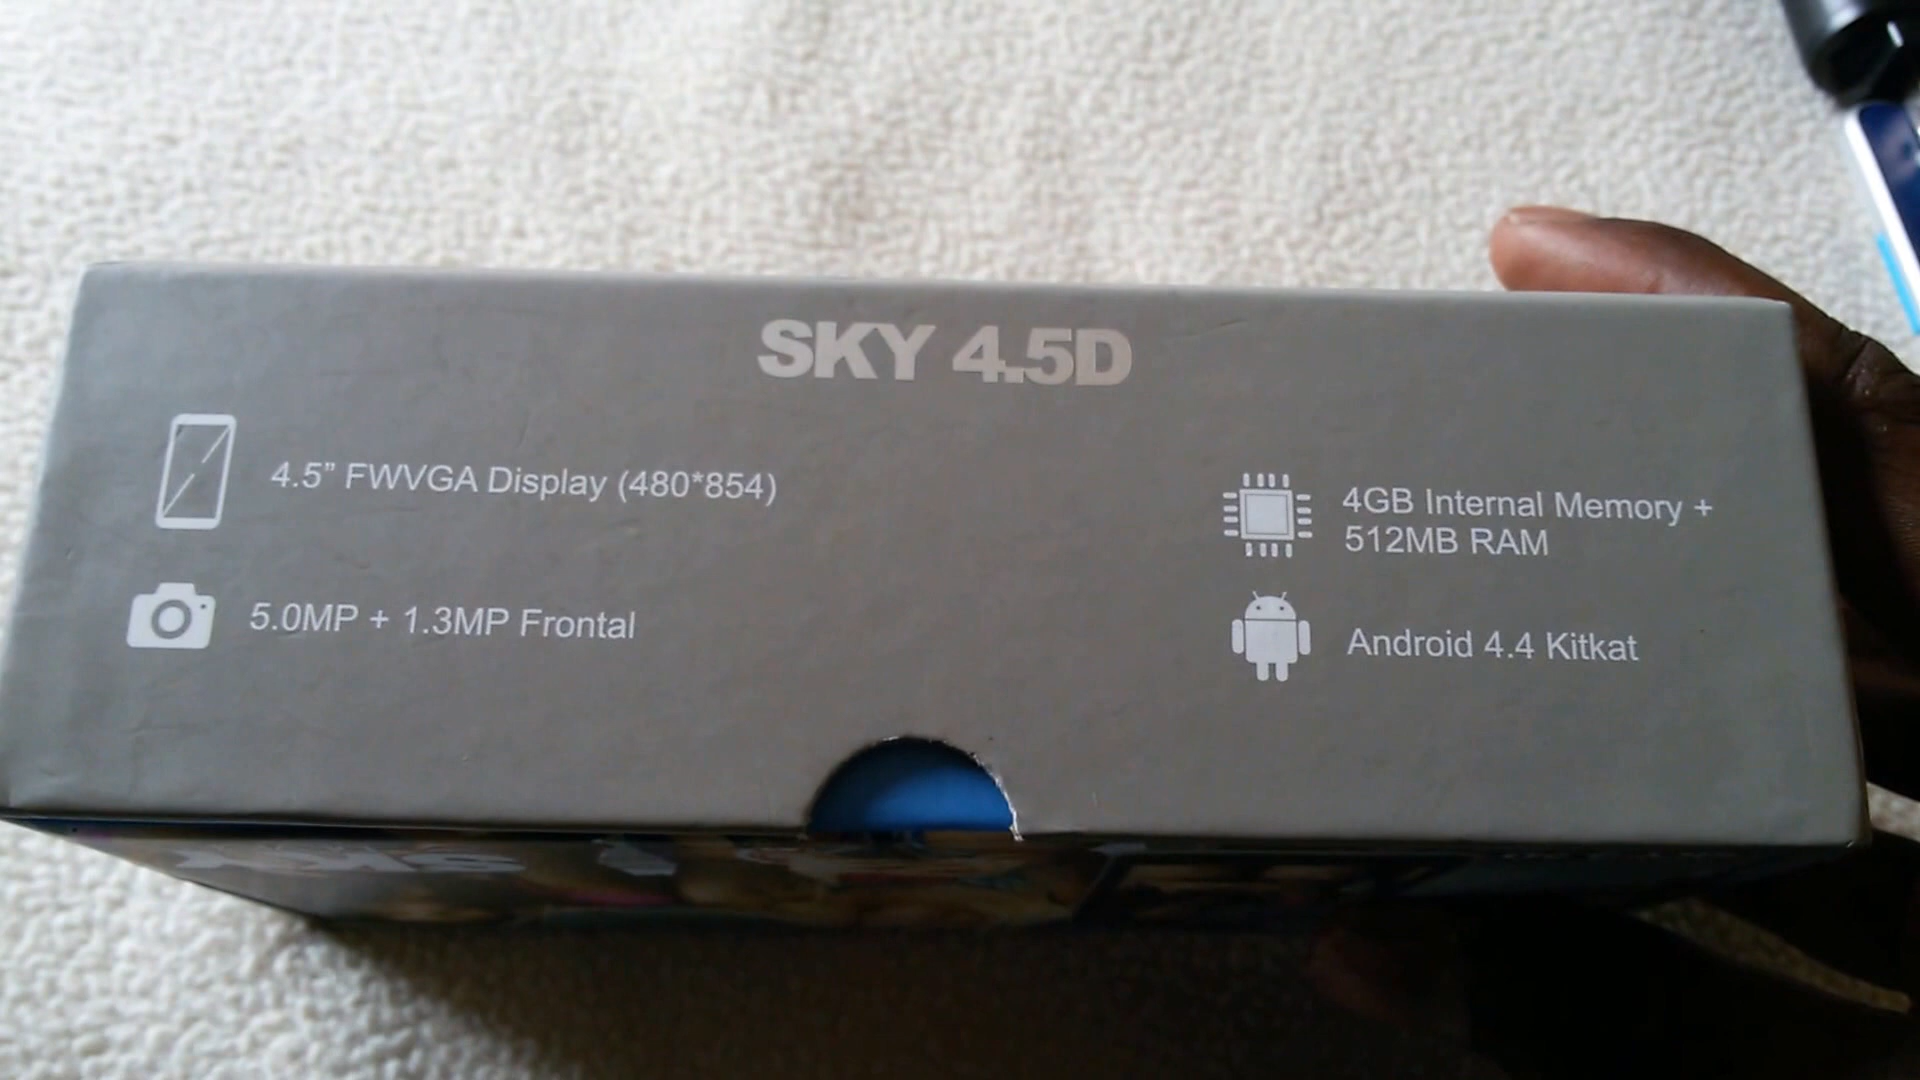 SKY 4.5D
4.5” FWVGA Display (480*854)
5.0MP + 1.3MP Frontal
4GB Internal Memory +
512MB RAM
Android 4.4 Kitkat
SKY